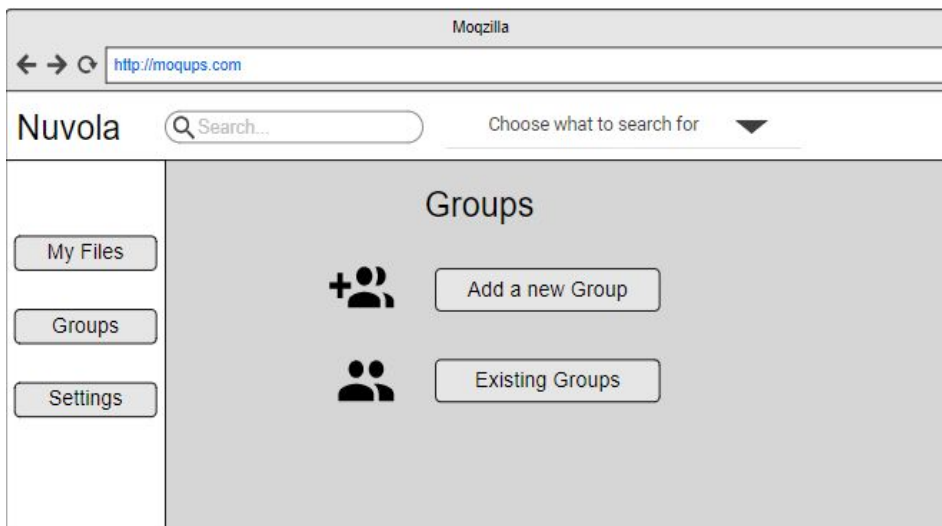 Moqzilla
http://moqups.com
Nuvola
Search...
Choose what to search for
Groups
My Files
Add a new Group
Groups
Existing Groups
Settings